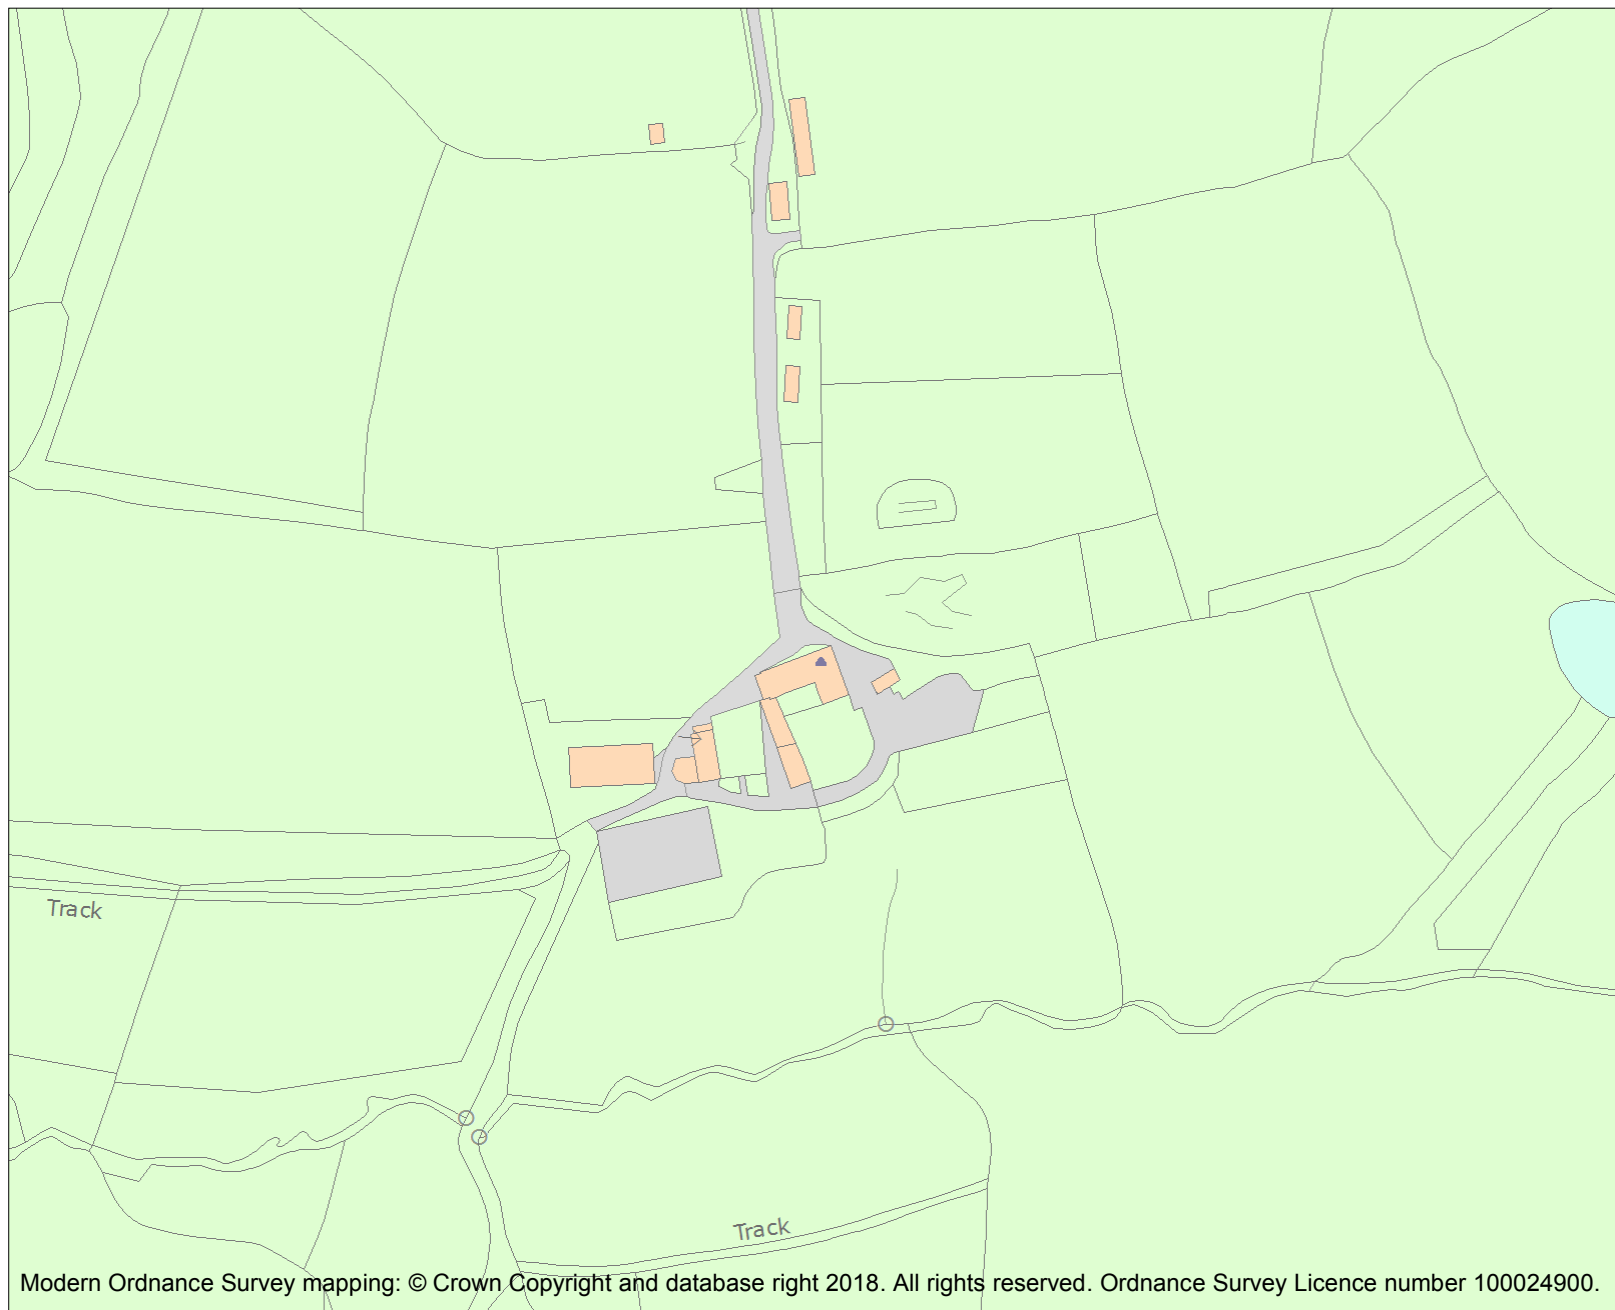 Track
Track
Modern Ordnance Survey mapping: © Crown Copyright and database right 2018. All rights reserved. Ordnance Survey Licence number 100024900.